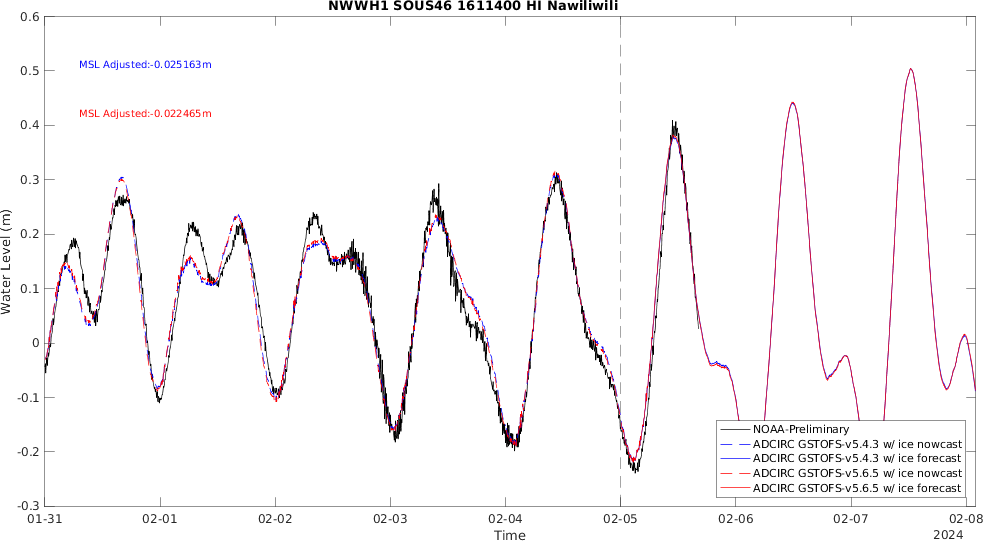 NWWH1 SOUS46 1611400 HI Nawiliwili
0.6
0.5
0.4
0.3
0.2
0.1
0
-0.1
-0.2
-0.3
Water Level (m)
MSL Adjusted:-0.025163m
MSL Adjusted:-0.022465m
NOAA-Preliminary
ADCIRC GSTOFS-v5.4.3 w/ ice nowcast
ADCIRC GSTOFS-v5.4.3 w/ ice forecast
ADCIRC GSTOFS-v5.6.5 w/ ice nowcast
ADCIRC GSTOFS-v5.6.5 w/ ice forecast
01-31 02-01 02-02 02-03 02-04 02-05 02-06 02-07 02-08
Time
2024